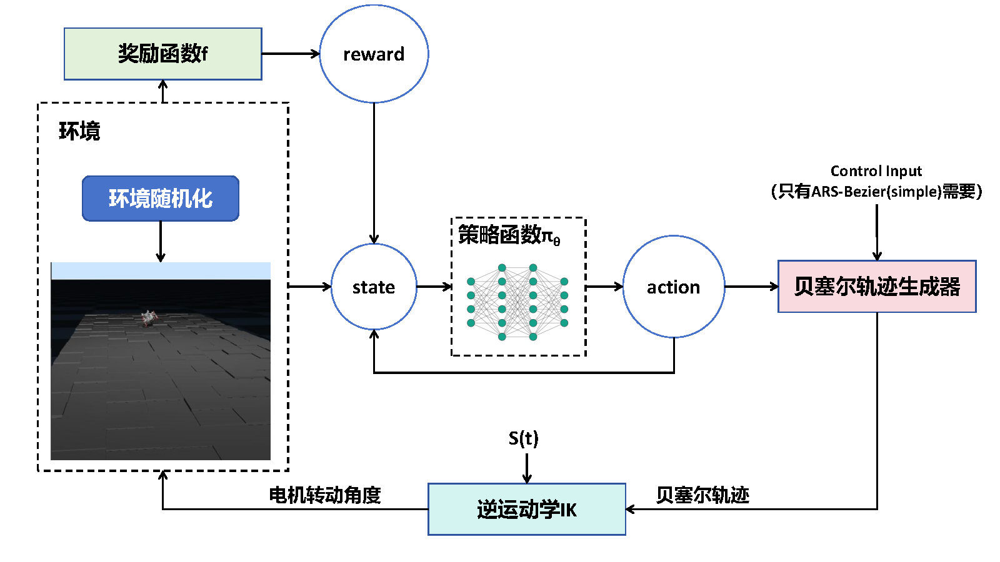 奖励函数f
reward
环境
环境随机化
Control Input
(只有ARS-Bezier(simple)需要)
策略函数πθ
state
action
贝塞尔轨迹生成器
S(t)
电机转动角度
逆运动学IK
贝塞尔轨迹